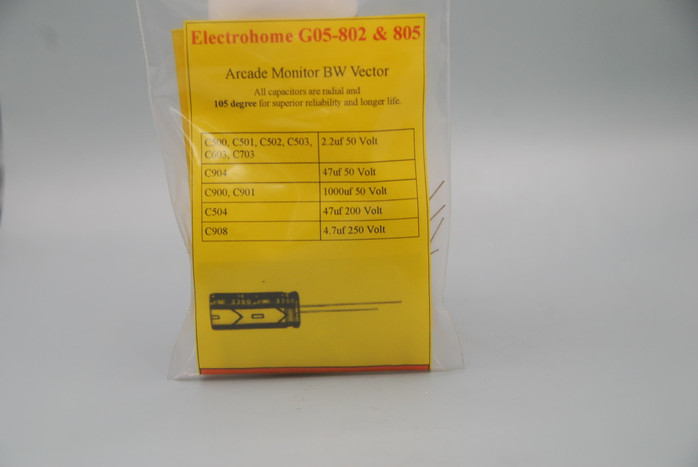 Electrohome G05-802 & 805
Arcade Monitor BW Vector
All capacitors are radial and
105 degree for superior reliability and longer life.
C500, C501, C502, C503, 2.2uf 50 Volt
C603, C703
C904 47uf 50 Volt
C900, C901 1000uf 50 Volt
C504 47uf 200 Volt
C908 4.7uf 250 Volt